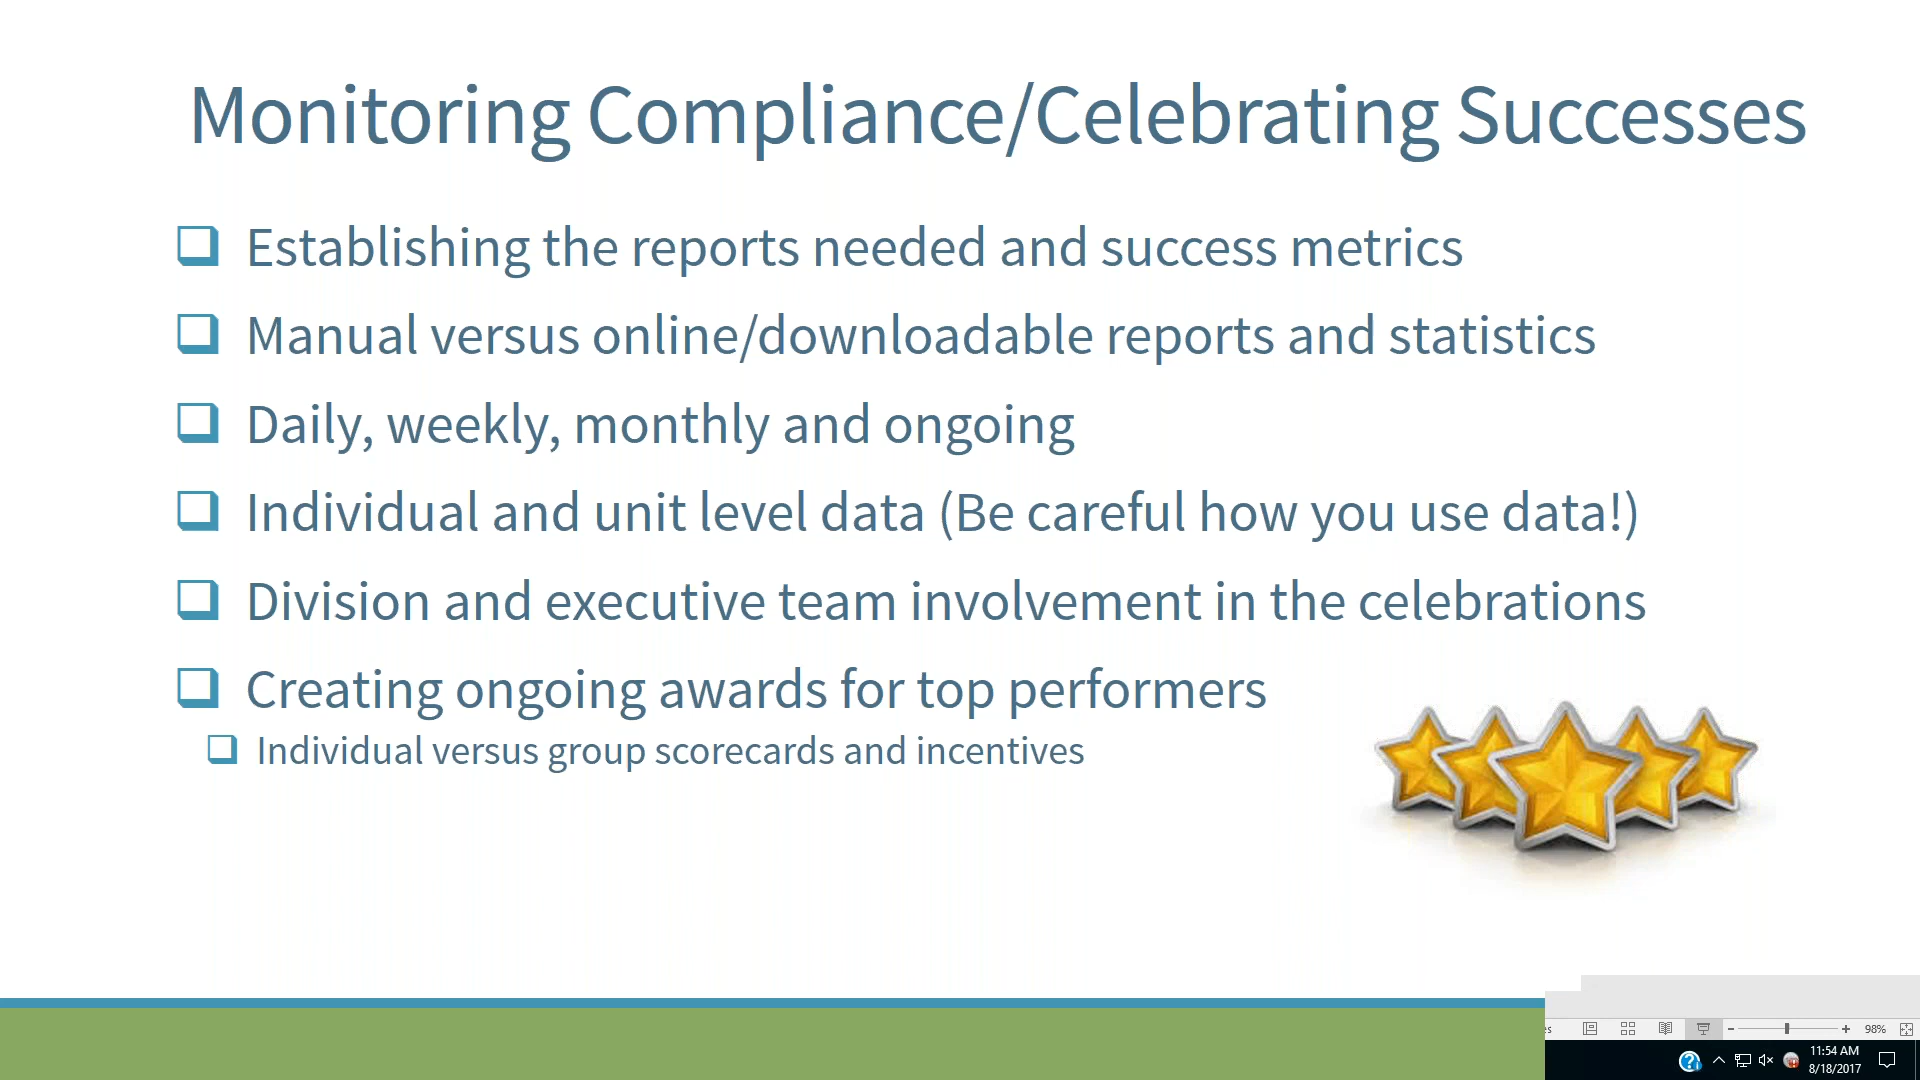 Monitoring Compliance/Celebrating Successes
Establishing the reports needed and success metrics
Manual versus online/downloadable reports and statistics
Daily, weekly, monthly and ongoing
Individual and unit level data (Be careful how you use data!)
Division and executive team involvement in the celebrations
Creating ongoing awards for top performers
Individual versus group scorecards and incentives
98%
11:54 AM
8/18/2017